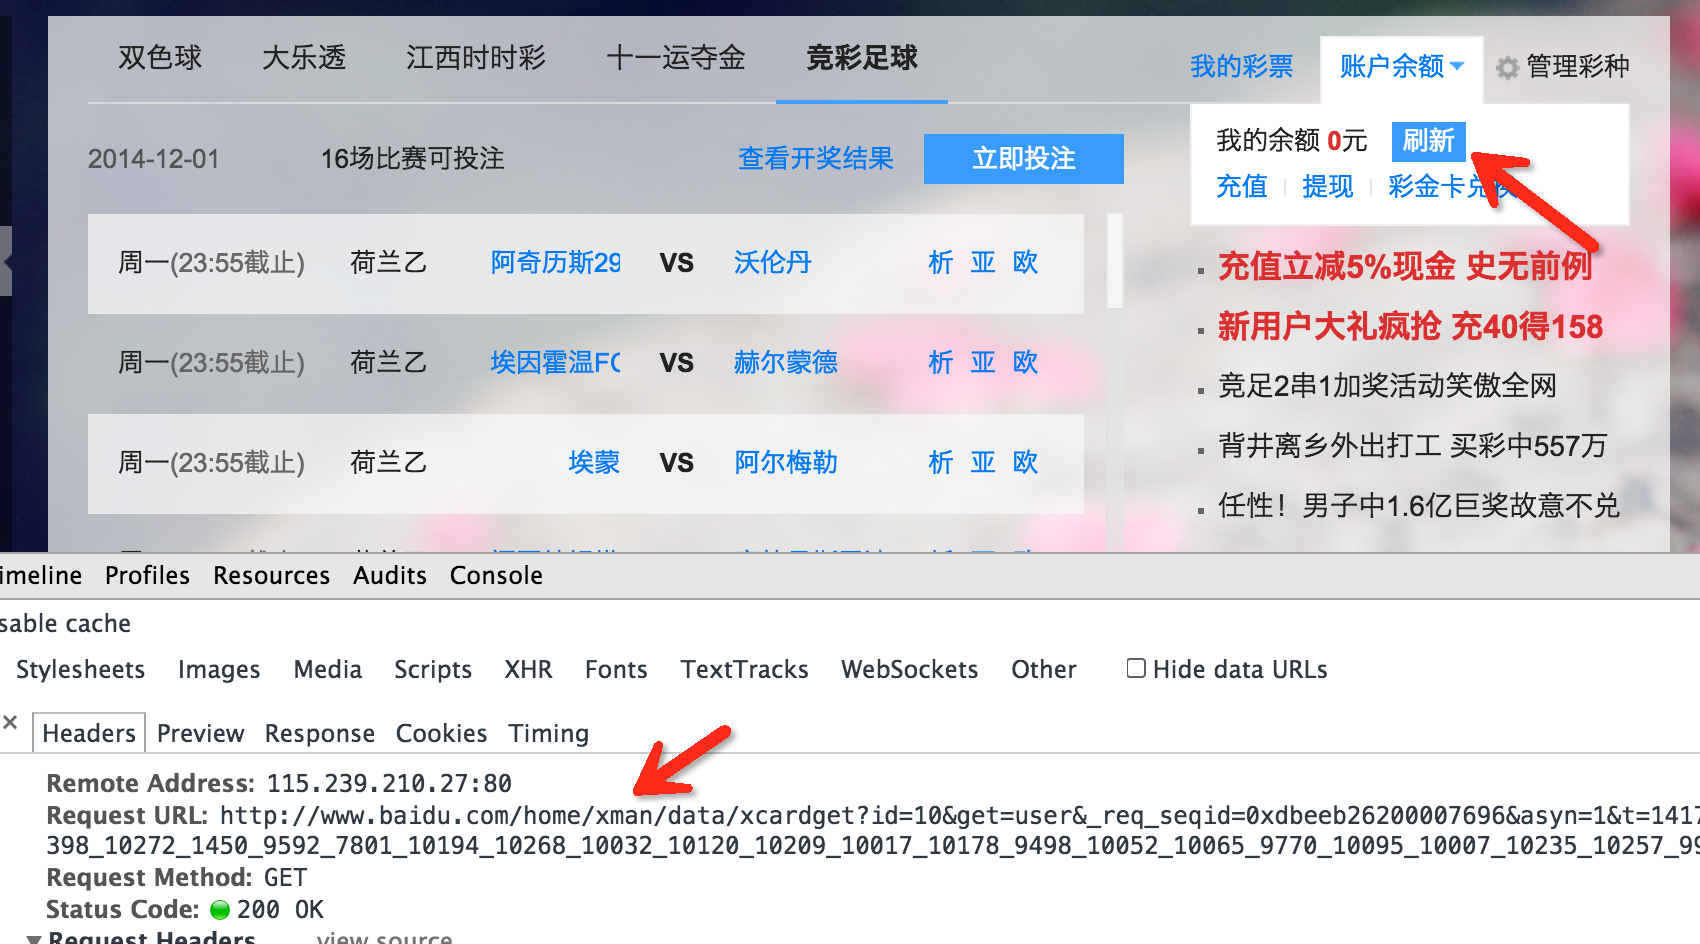 双色球 大乐透 江西时时彩 十一运夺金 竞彩足球
我的彩票 账户余额 管理彩种
2014-12-01 16场比赛可投注 查看开奖结果 立即投注
我的余额 0元 刷新
充值 提现 彩金卡兑换
周一(23:55截止) 荷兰乙 阿奇历斯29 VS 沃伦丹 析 亚 欧
周一(23:55截止) 荷兰乙 埃因霍温FC VS 赫尔蒙德 析 亚 欧
周一(23:55截止) 荷兰乙 埃蒙 VS 阿尔梅勒 析 亚 欧
充值立减5%现金 史无前例
新用户大礼疯抢 充40得158
竞足2串1加奖活动笑傲全网
背井离乡外出打工 买彩中557万
任性！男子中1.6亿巨奖故意不兑
imeline Profiles Resources Audits Console
sable cache
Stylesheets Images Media Scripts XHR Fonts TextTracks WebSockets Other Hide data URLs
× Headers Preview Response Cookies Timing
Remote Address: 115.239.210.27:80
Request URL: http://www.baidu.com/home/xman/data/xcardget?id=10&get=user&_req_seqid=0xdbeeb26200007696&asyn=1&t=1417
398_10272_1450_9592_7801_10194_10268_10032_10120_10209_10017_10178_9498_10052_10065_9770_10095_10007_10235_10257_99
Request Method: GET
Status Code: 200 OK
Request Headers view source